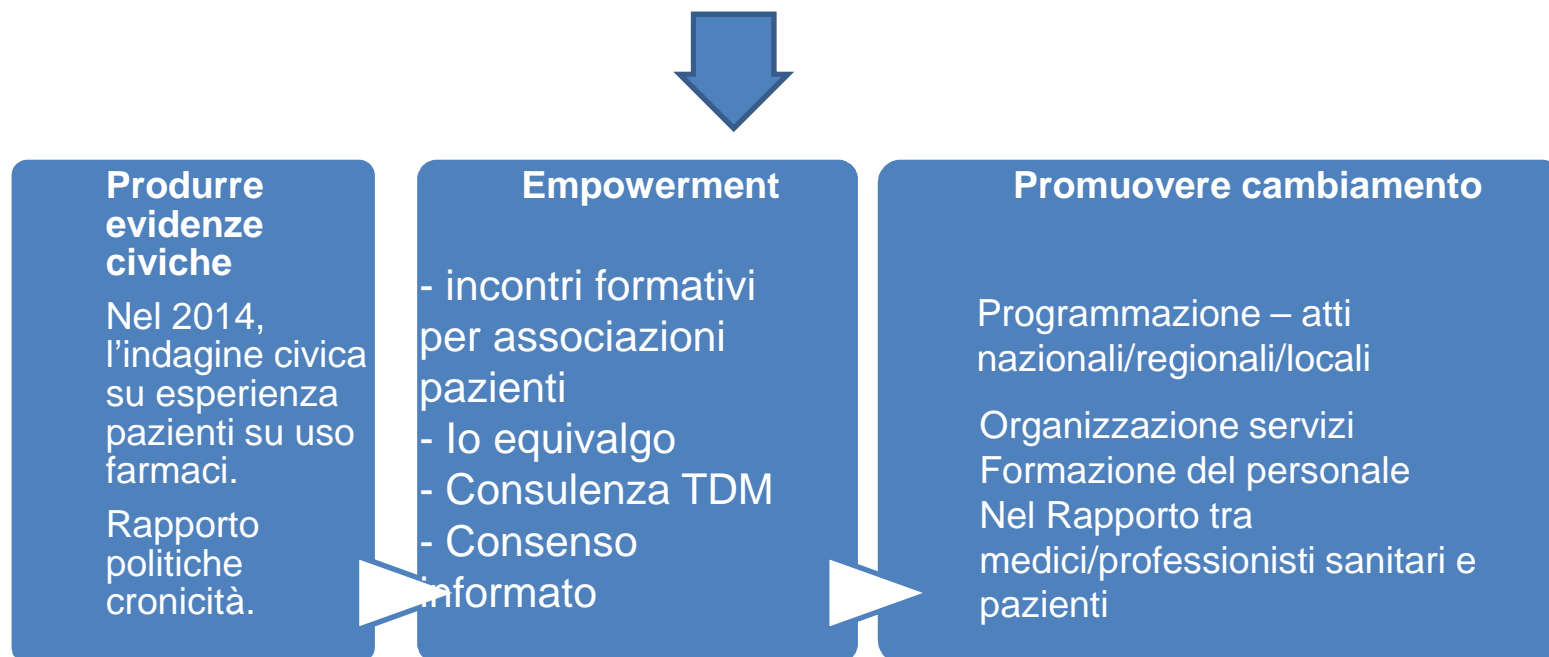 Produrre
evidenze
civiche
Nel 2014,
l’indagine civica
su esperienza
pazienti su uso
farmaci.
Rapporto
politiche
cronicità.
Empowerment
- incontri formativi
per associazioni
pazienti
- Io equivalgo
- Consulenza TDM
- Consenso
informato
Promuovere cambiamento
Programmazione – atti
nazionali/regionali/locali
Organizzazione servizi
Formazione del personale
Nel Rapporto tra
medici/professionisti sanitari e
pazienti